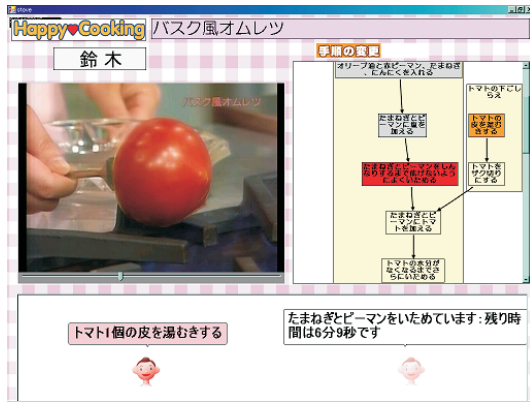 stove
Happy♥Cooking
バスク風オムレツ
鈴木
手順の変更
バスク風オムレツ
オリーブ油と赤ピーマン、たまねぎ
、にんにくを入れる
トマトの下ごし
らえ
たまねぎとピ
ーマンに塩を
加える
トマトの
皮を湯む
きする
たまねぎとピーマンをしん
なりするまで焦げないよう
によくいためる
トマトを
ザク切り
にする
たまねぎとピ
ーマンにトマ
トを加える
トマトの水分が
なくなるまでさ
らにいためる
トマト1個の皮を湯むきする
たまねぎとピーマンをいためています:残り時
間は6分9秒です